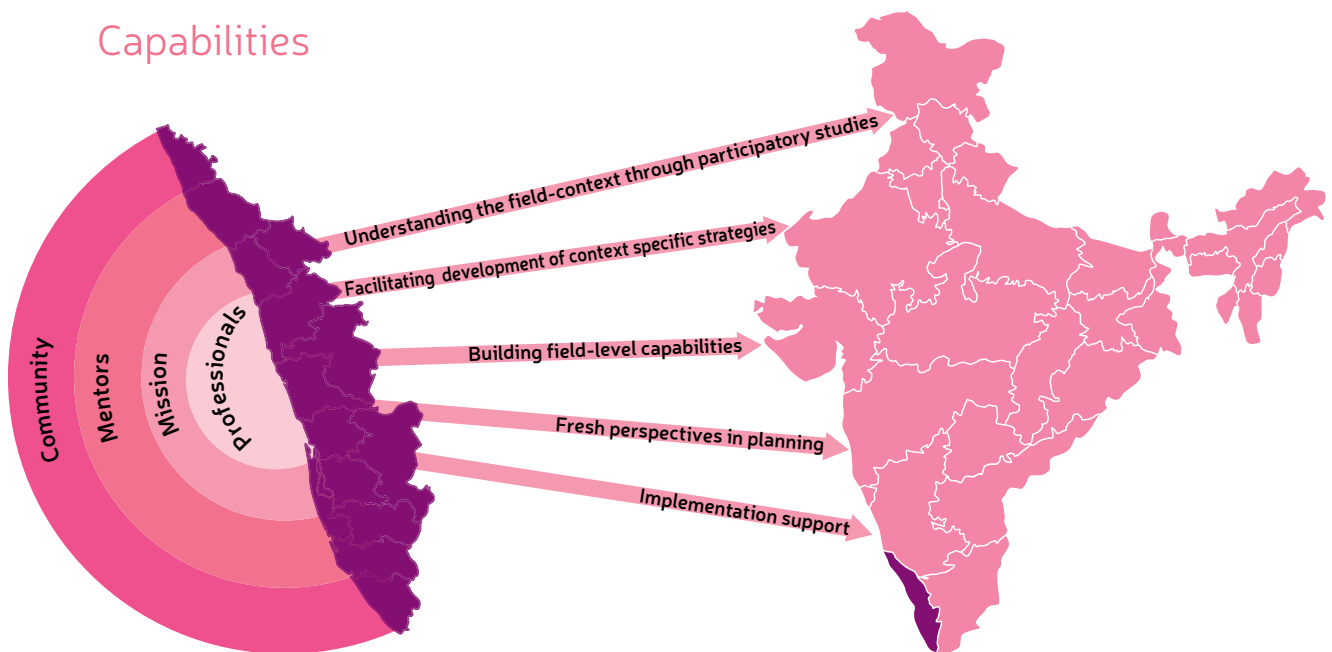 Capabilities
Understanding the field-context through participatory studies
Facilitating development of context specific strategies
Building field-level capabilities
Fresh perspectives in planning
Implementation support
Community
Mentors
Mission
Professionals